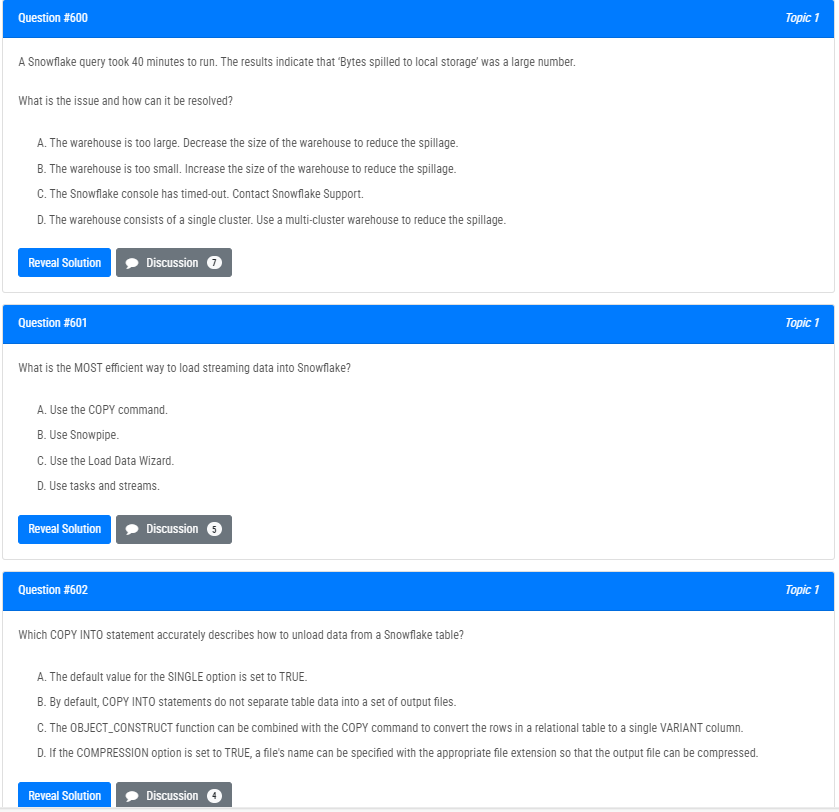 Question #600 Topic 1
A Snowflake query took 40 minutes to run. The results indicate that 'Bytes spilled to local storage' was a large number.
What is the issue and how can it be resolved?
A. The warehouse is too large. Decrease the size of the warehouse to reduce the spillage.
B. The warehouse is too small. Increase the size of the warehouse to reduce the spillage.
C. The Snowflake console has timed-out. Contact Snowflake Support.
D. The warehouse consists of a single cluster. Use a multi-cluster warehouse to reduce the spillage.
Reveal Solution Discussion 7
Question #601 Topic 1
What is the MOST efficient way to load streaming data into Snowflake?
A. Use the COPY command.
B. Use Snowpipe.
C. Use the Load Data Wizard.
D. Use tasks and streams.
Reveal Solution Discussion 5
Question #602 Topic 1
Which COPY INTO statement accurately describes how to unload data from a Snowflake table?
A. The default value for the SINGLE option is set to TRUE.
B. By default, COPY INTO statements do not separate table data into a set of output files.
C. The OBJECT_CONSTRUCT function can be combined with the COPY command to convert the rows in a relational table to a single VARIANT column.
D. If the COMPRESSION option is set to TRUE, a file's name can be specified with the appropriate file extension so that the output file can be compressed.
Reveal Solution Discussion 4